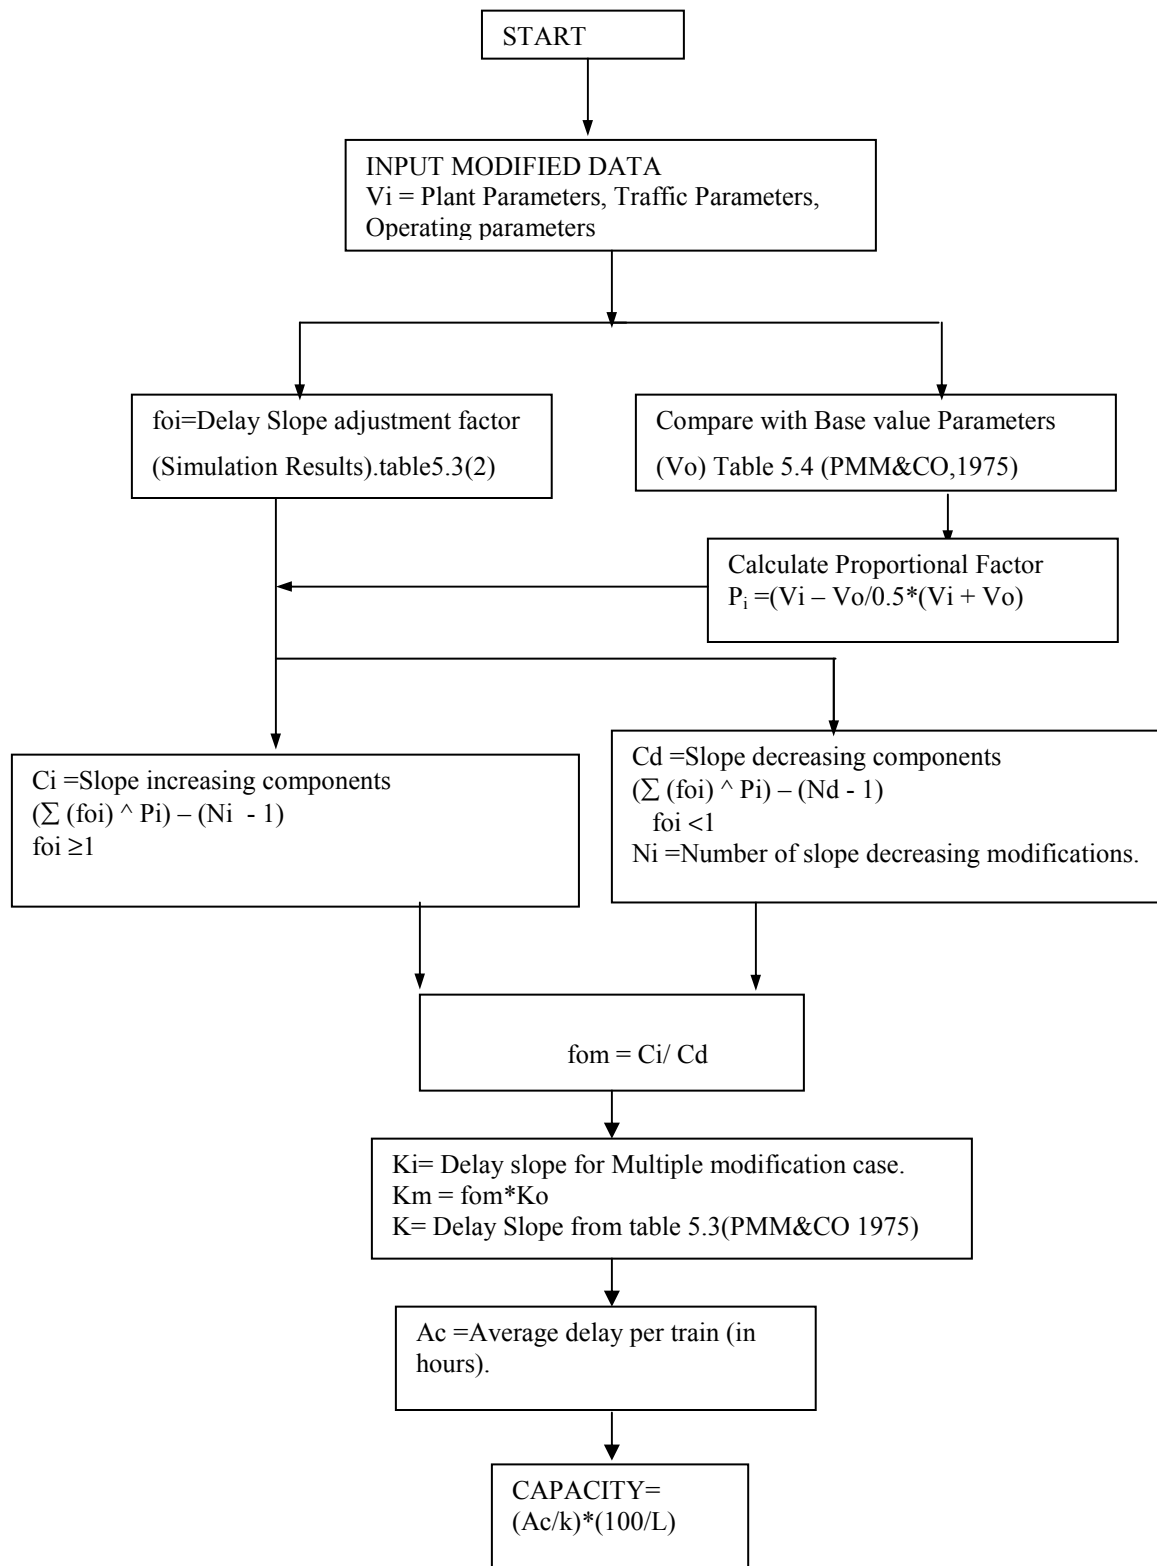 START
INPUT MODIFIED DATA
Vi = Plant Parameters, Traffic Parameters,
Operating parameters
foi=Delay Slope adjustment factor
(Simulation Results).table5.3(2)
Compare with Base value Parameters
(Vo) Table 5.4 (PMM&CO,1975)
Calculate Proportional Factor
Pᵢ =(Vi – Vo/0.5*(Vi + Vo)
Ci =Slope increasing components
(∑ (foi) ^ Pi) – (Ni - 1)
foi ≥1
Cd =Slope decreasing components
(∑ (foi) ^ Pi) – (Nd - 1)
foi <1
Ni =Number of slope decreasing modifications.
fom = Ci/ Cd
Ki= Delay slope for Multiple modification case.
Km = fom*Ko
K= Delay Slope from table 5.3(PMM&CO 1975)
Ac =Average delay per train (in
hours).
CAPACITY=
(Ac/k)*(100/L)